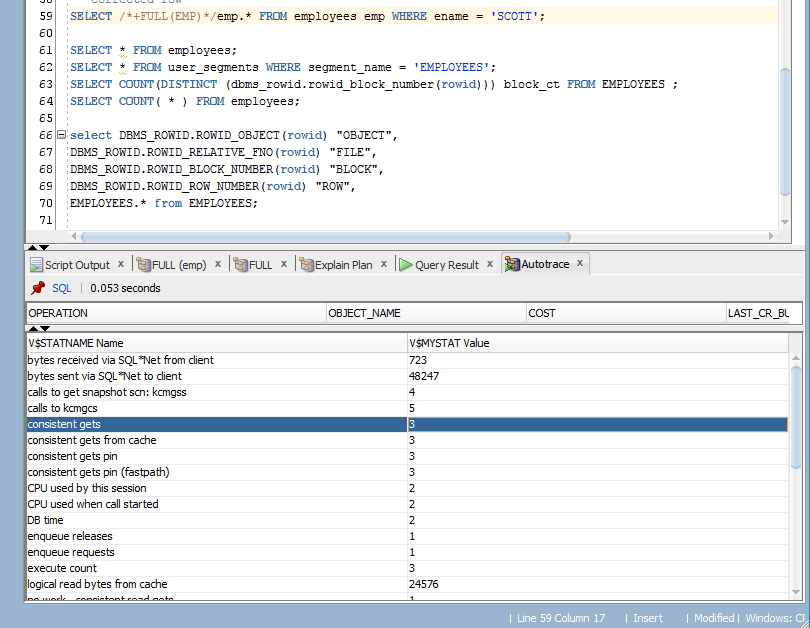 58 corrected row
59 SELECT /*+FULL(EMP)*/emp.* FROM employees emp WHERE ename = 'SCOTT';
60
61 SELECT * FROM employees;
62 SELECT * FROM user_segments WHERE segment_name = 'EMPLOYEES';
63 SELECT COUNT(DISTINCT (dbms_rowid.rowid_block_number(rowid))) block_ct FROM EMPLOYEES ;
64 SELECT COUNT( * ) FROM employees;
65
66 select DBMS_ROWID.ROWID_OBJECT(rowid) "OBJECT",
67 DBMS_ROWID.ROWID_RELATIVE_FNO(rowid) "FILE",
68 DBMS_ROWID.ROWID_BLOCK_NUMBER(rowid) "BLOCK",
69 DBMS_ROWID.ROWID_ROW_NUMBER(rowid) "ROW",
70 EMPLOYEES.* from EMPLOYEES;
71
Script Output x FULL (emp) x FULL x Explain Plan x Query Result x Autotrace x
SQL | 0.053 seconds
OPERATION OBJECT_NAME COST LAST_CR_BU
V$STATNAME Name V$MYSTAT Value
bytes received via SQL*Net from client 723
bytes sent via SQL*Net to client 48247
calls to get snapshot scn: kcmgss 4
calls to kcmgcs 5
consistent gets 3
consistent gets from cache 3
consistent gets pin 3
consistent gets pin (fastpath) 3
CPU used by this session 2
CPU used when call started 2
DB time 2
enqueue releases 1
enqueue requests 1
execute count 3
logical read bytes from cache 24576
no work - consistent read gets 1
| Line 59 Column 17 | Insert | Modified | Windows: